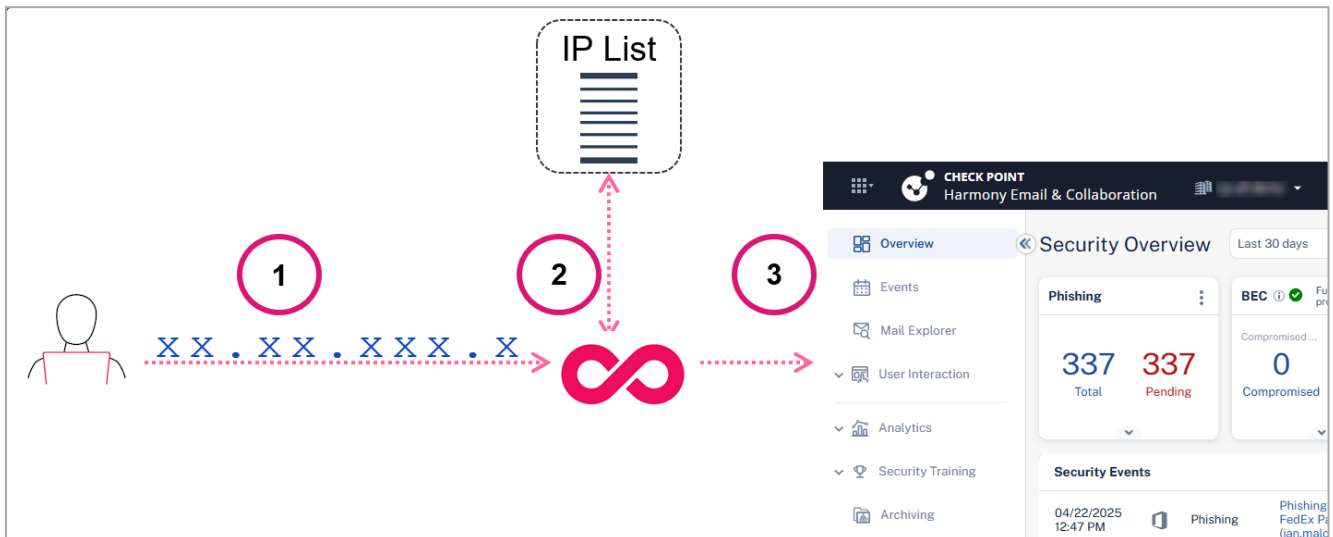 IP List
1
2
3
xx.xx.xxx.x
CHECK POINT
Harmony Email & Collaboration
Overview
Events
Mail Explorer
User Interaction
Analytics
Security Training
Archiving
Security Overview
Last 30 days
Phishing
337
337
Total
Pending
BEC
Compromised ...
0
Compromised
Security Events
04/22/2025
12:47 PM
Phishing
Phishing
FedEx